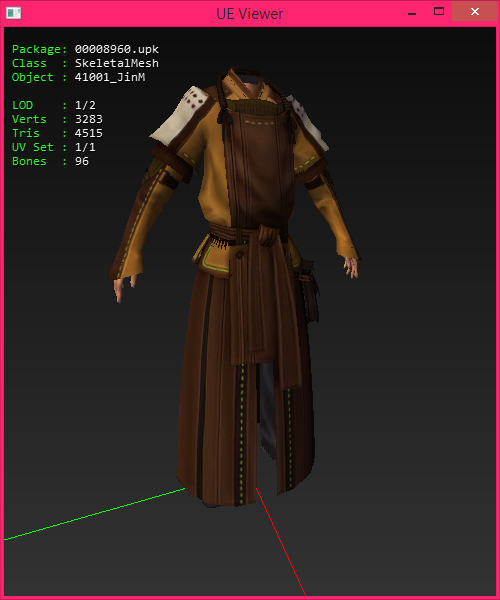 UE Viewer
Package: 00008960.upk
Class : SkeletalMesh
Object : 41001_JinM
LOD : 1/2
Verts : 3283
Tris : 4515
UV Set : 1/1
Bones : 96